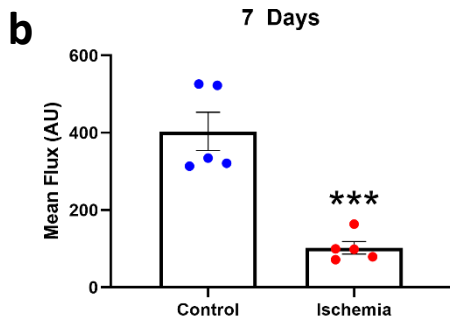 b
7 Days
Mean Flux (AU)
600
400
200
0
***
Control
Ischemia